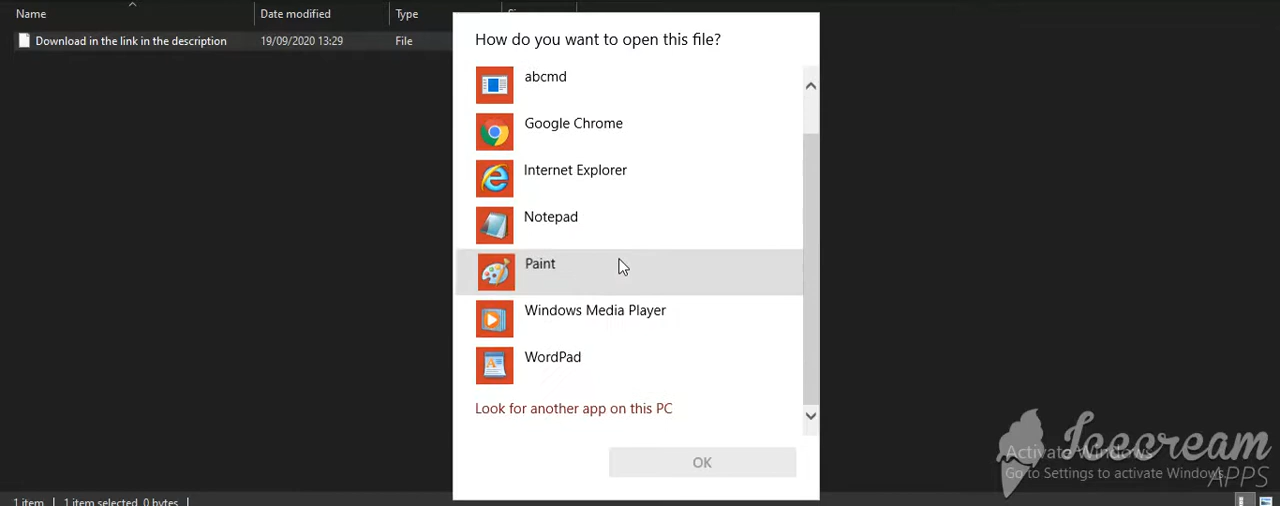 Name Date modified Type
Download in the link in the description 19/09/2020 13:29 File
How do you want to open this file?
abcmd
Google Chrome
Internet Explorer
Notepad
Paint
Windows Media Player
WordPad
Look for another app on this PC
OK
Icecream
APPS
Activate Windows
Go to Settings to activate Windows.
1 item 1 item selected 0 bytes